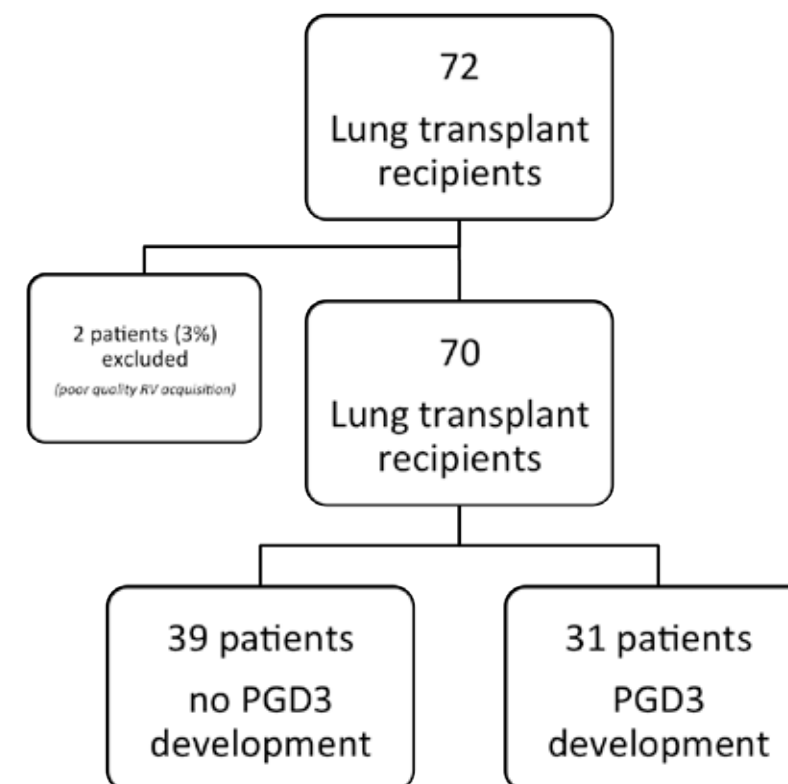 72
Lung transplant
recipients
2 patients (3%)
excluded
(poor quality RV acquisition)
70
Lung transplant
recipients
39 patients
no PGD3
development
31 patients
PGD3
development